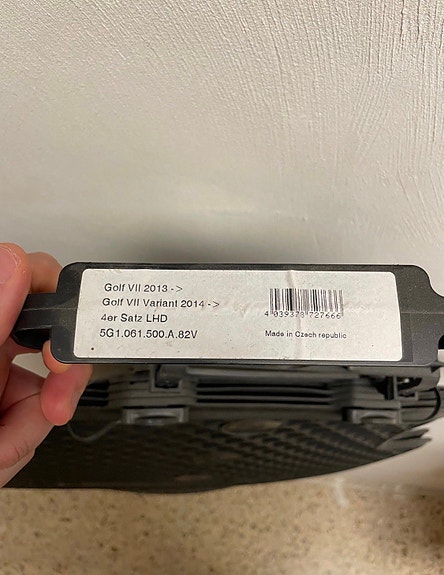 Golf VII 2013 ->
Golf VII Variant 2014 ->
4er Satz LHD
5G1.061.500.A.82V
4 039373 727666
Made in Czech republic